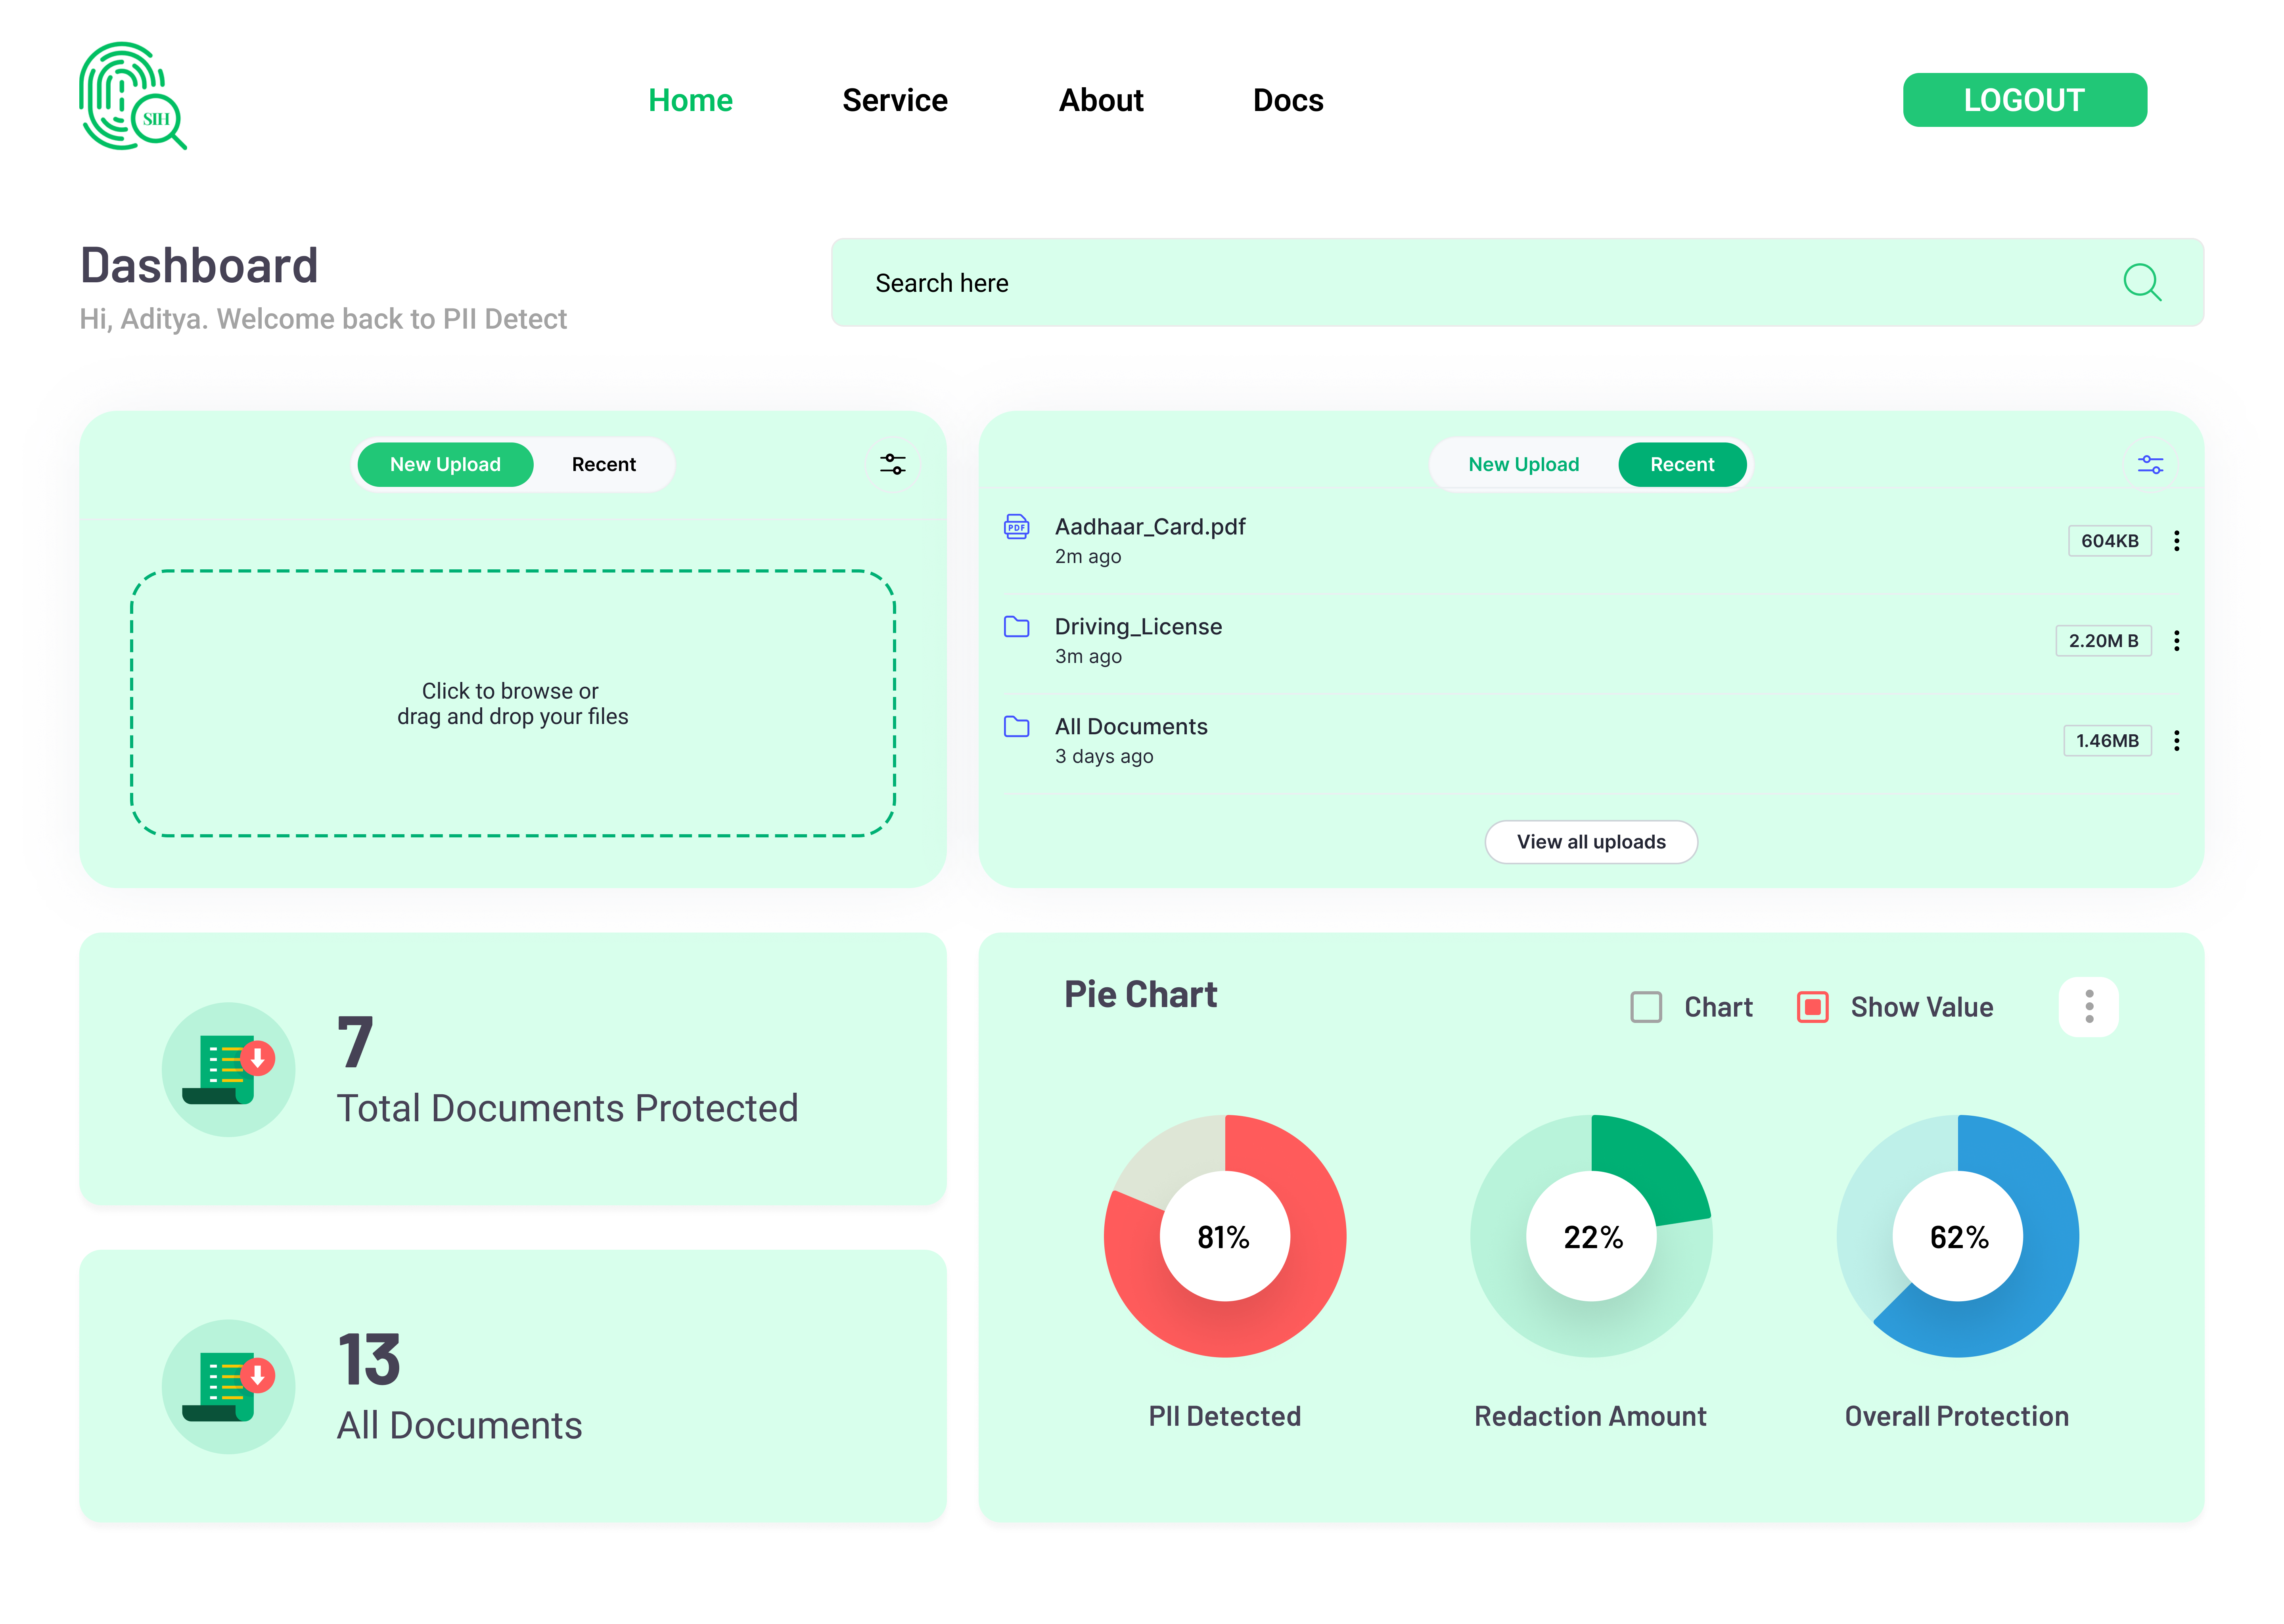 SIH
Home
Service
About
Docs
LOGOUT
Dashboard
Hi, Aditya. Welcome back to PII Detect
Search here
New Upload
Recent
Click to browse or
drag and drop your files
New Upload
Recent
PDF
Aadhaar_Card.pdf
2m ago
604KB
Driving_License
3m ago
2.20M B
All Documents
3 days ago
1.46MB
View all uploads
7
Total Documents Protected
13
All Documents
Pie Chart
Chart
Show Value
81%
22%
62%
PII Detected
Redaction Amount
Overall Protection